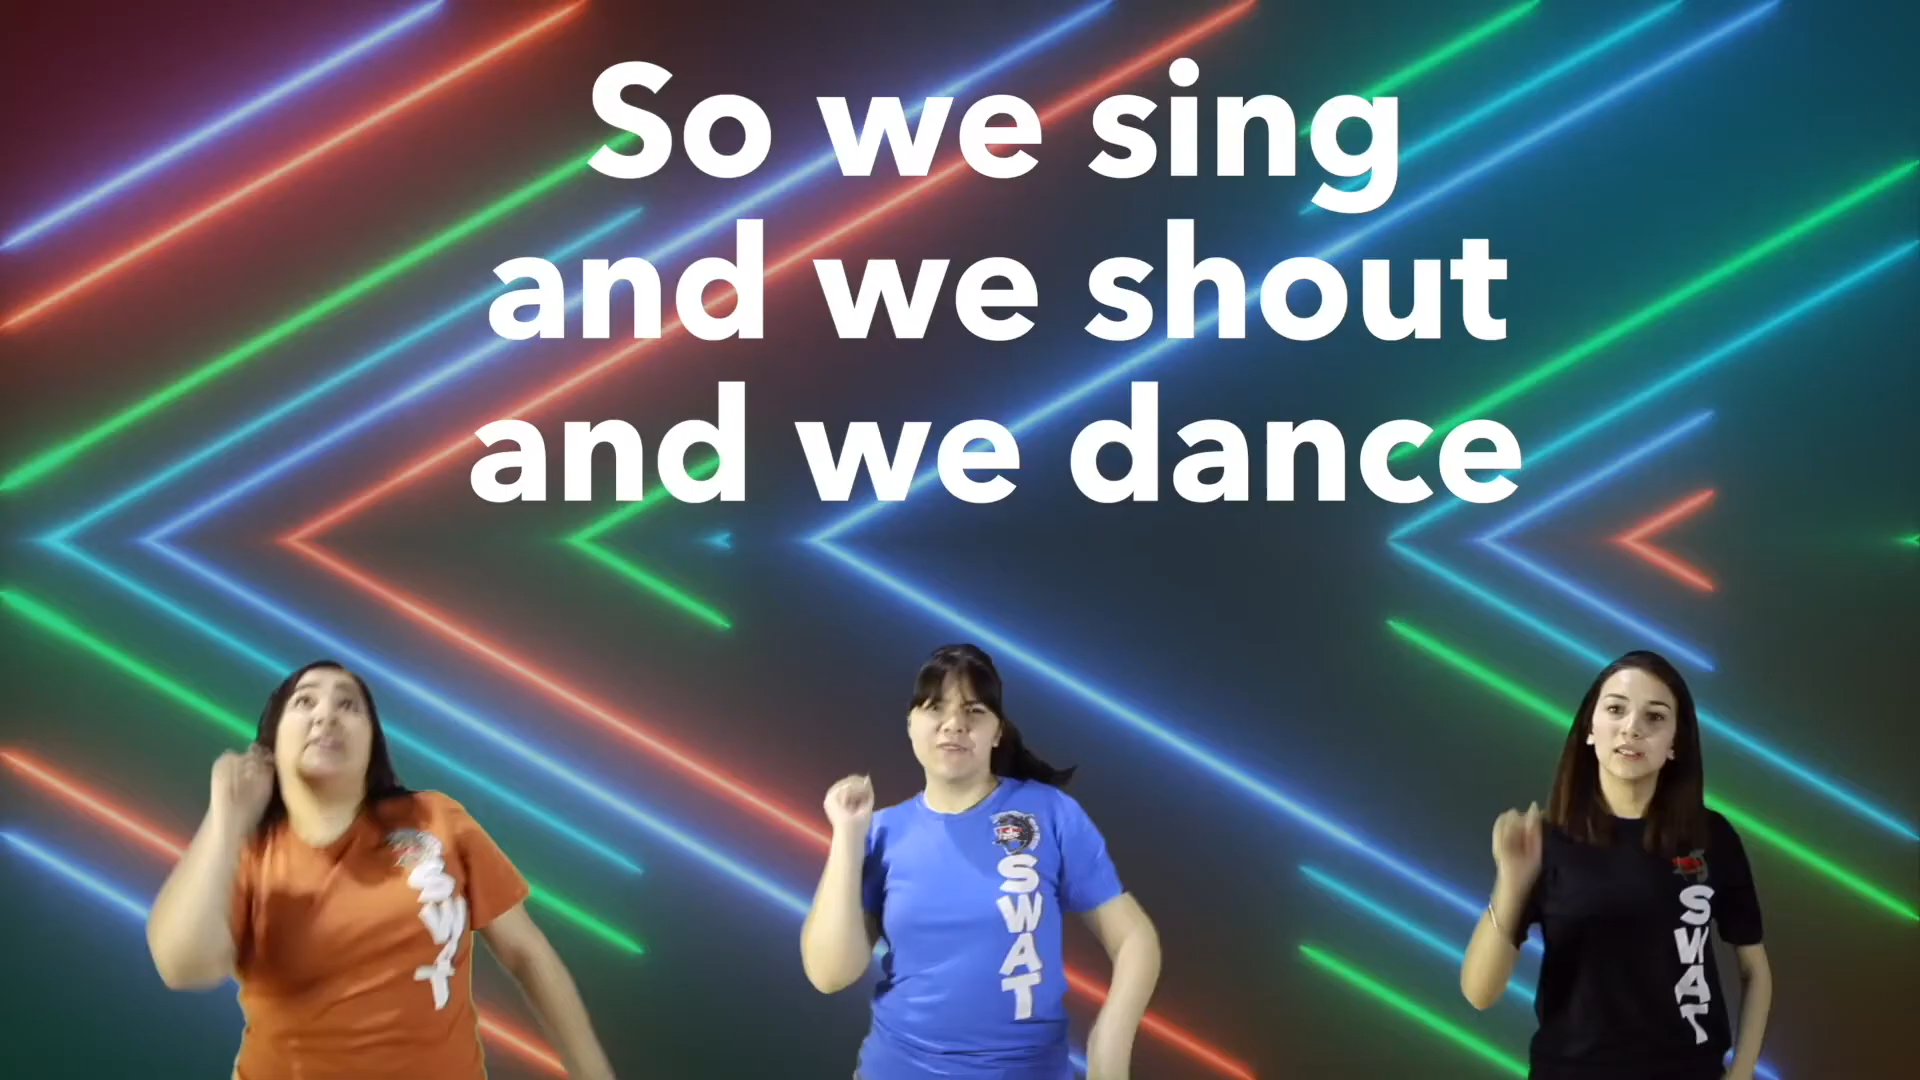 So we sing
and we shout
and we dance
SWAT
SWAT
SWAT